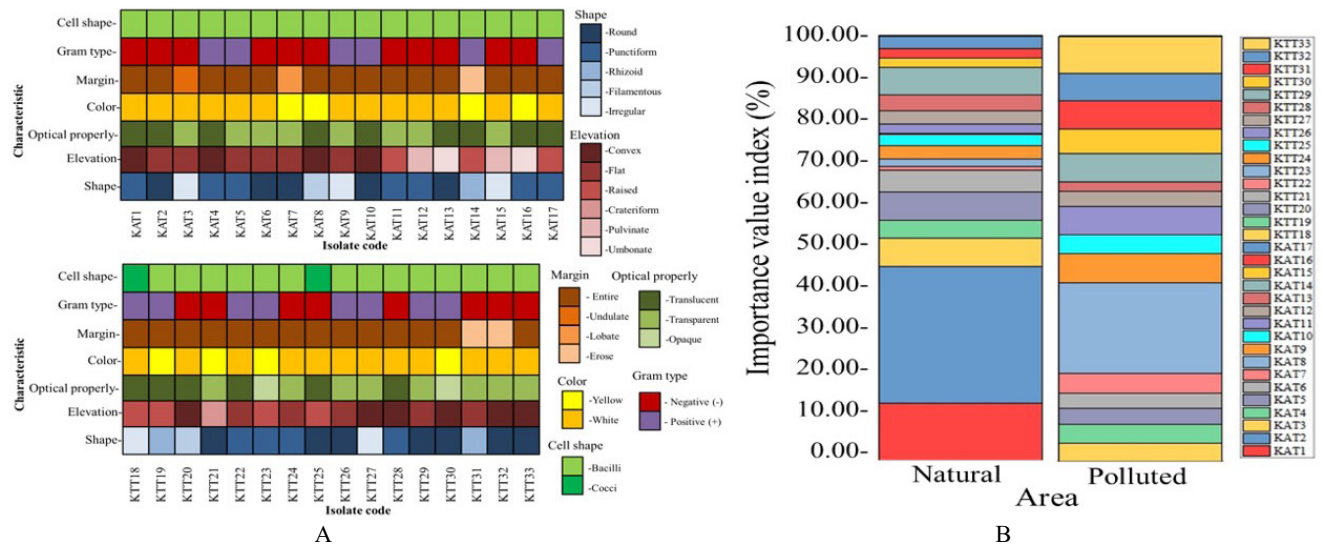 Cell shape-
Gram type-
Margin-
Color-
Optical properly-
Elevation-
Shape-
Characteristic
KAT1 KAT2 KAT3 KAT4 KAT5 KAT6 KAT7 KAT8 KAT9 KAT10 KAT11 KAT12 KAT13 KAT14 KAT15 KAT16 KAT17
Isolate code
Shape
-Round
-Punctiform
-Rhizoid
-Filamentous
-Irregular
Elevation
-Convex
-Flat
-Raised
-Crateriform
-Pulvinate
-Umbonate
Cell shape-
Gram type-
Margin-
Color-
Optical properly-
Elevation-
Shape-
Characteristic
KTT18 KTT19 KTT20 KTT21 KTT22 KTT23 KTT24 KTT25 KTT26 KTT27 KTT28 KTT29 KTT30 KTT31 KTT32 KTT33
Isolate code
Margin
- Entire
-Undulate
-Lobate
-Erose
Optical properly
-Translucent
-Transparent
-Opaque
Color
-Yellow
-White
Gram type
- Negative (-)
- Positive (+)
Cell shape
-Bacilli
-Cocci
A
Importance value index (%)
100.00-
90.00-
80.00-
70.00-
60.00-
50.00-
40.00-
30.00-
20.00-
10.00-
0.00-
Natural Polluted
Area
KTT33
KTT32
KTT31
KTT30
KTT29
KTT28
KTT27
KTT26
KTT25
KTT24
KTT23
KTT22
KTT21
KTT20
KTT19
KTT18
KAT17
KAT16
KAT15
KAT14
KAT13
KAT12
KAT11
KAT10
KAT9
KAT8
KAT7
KAT6
KAT5
KAT4
KAT3
KAT2
KAT1
B